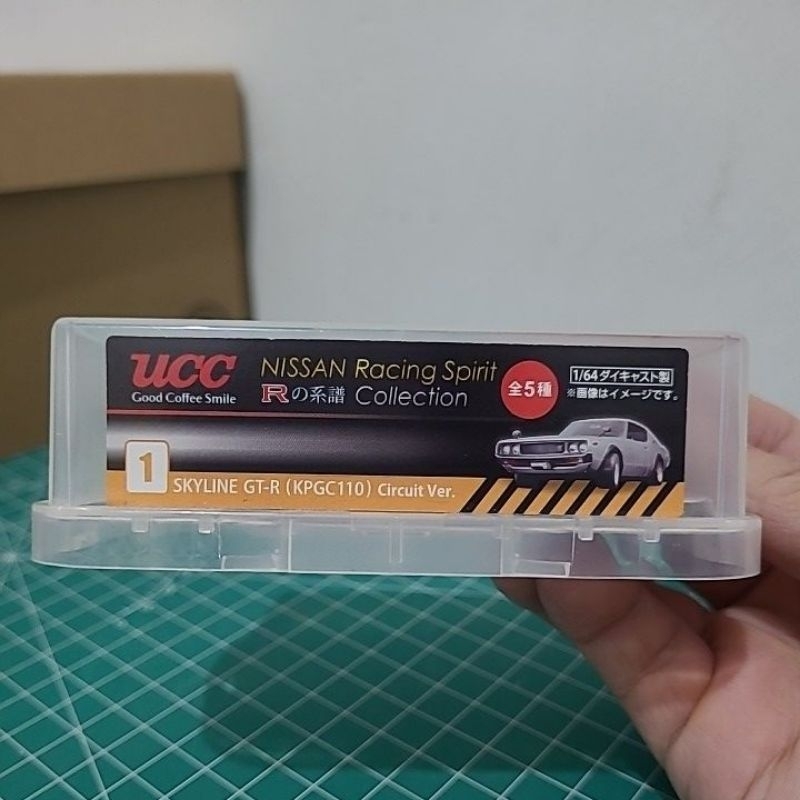 UCC
Good Coffee Smile
NISSAN Racing Spirit
Rの系譜 Collection
全5種
1/64ダイキャスト製
※画像はイメージです。
1 SKYLINE GT-R (KPGC110) Circuit Ver.